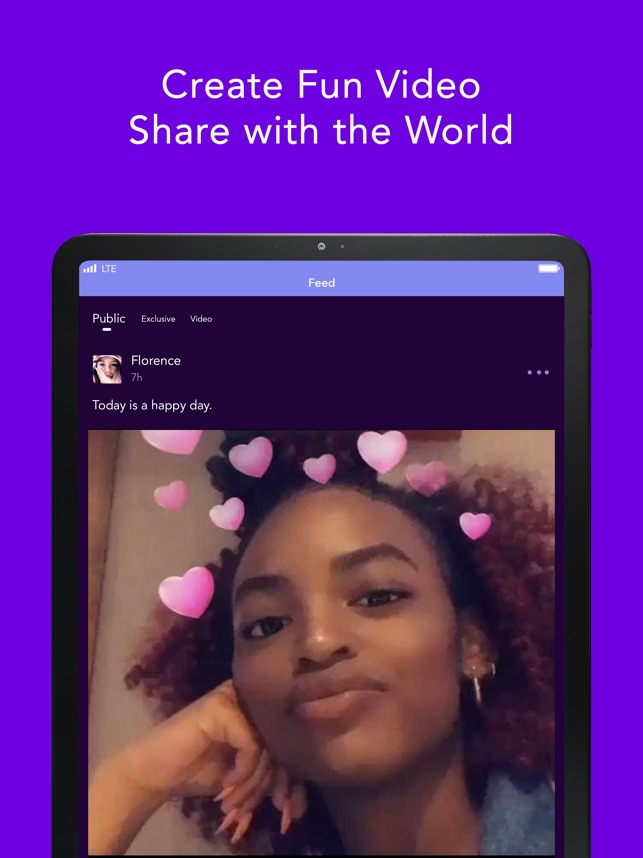 Create Fun Video
Share with the World
LTE
Feed
Public Exclusive Video
Florence
7h
Today is a happy day.